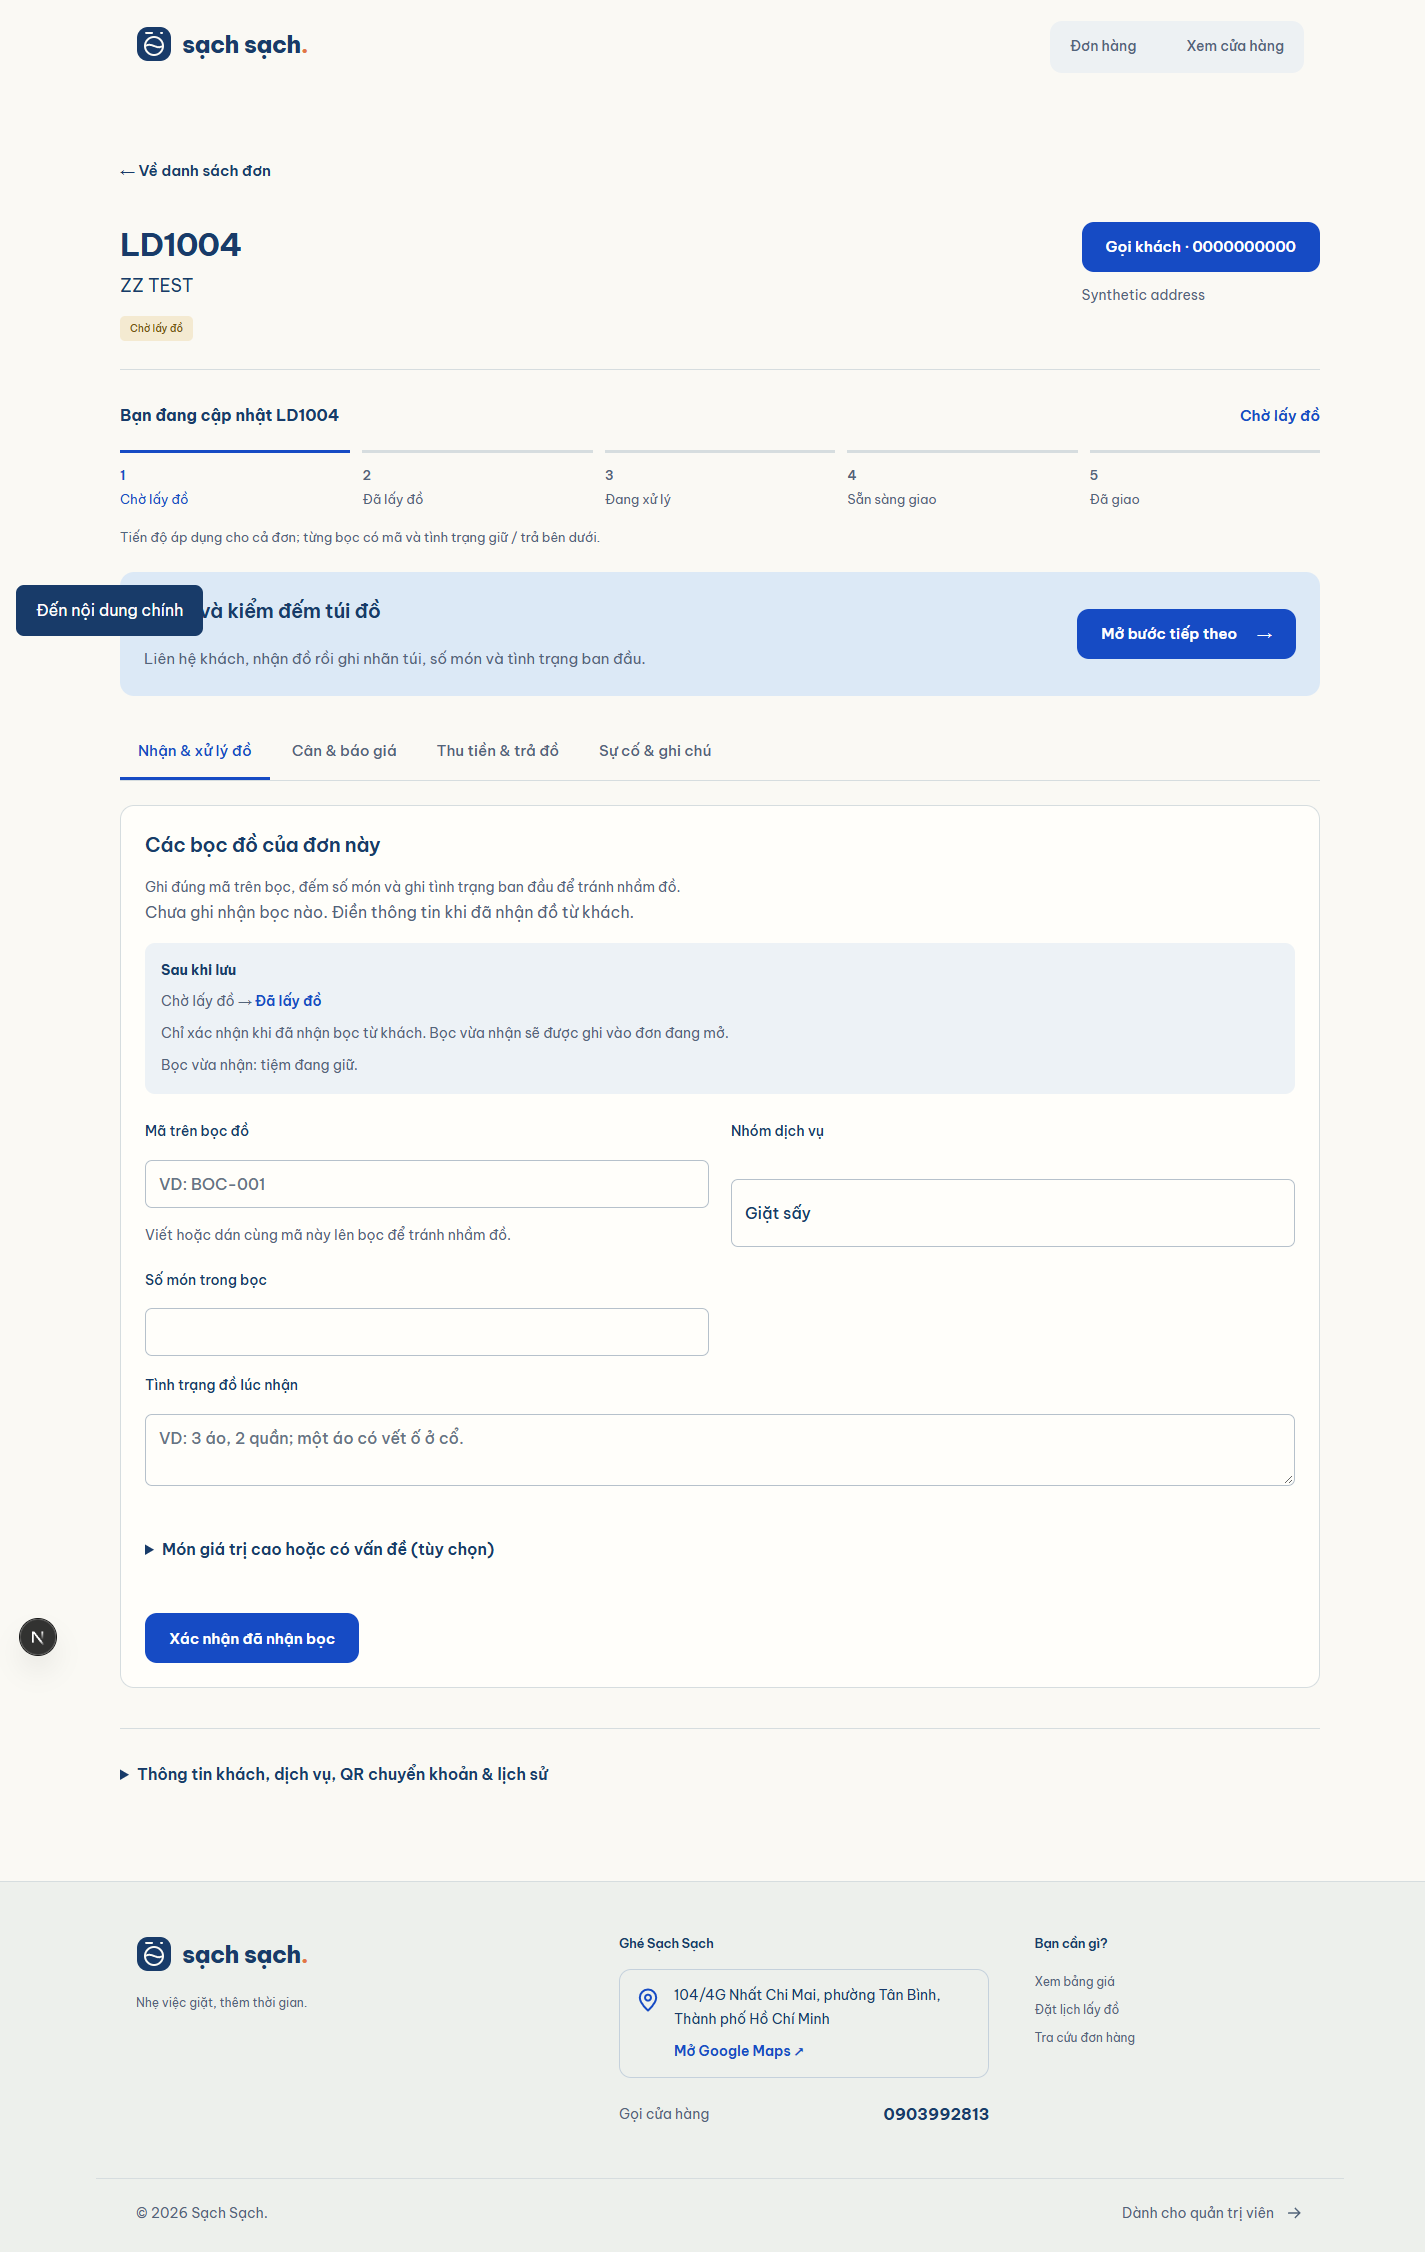 sạch sạch.
Đơn hàng
Xem cửa hàng
← Về danh sách đơn
LD1004
Gọi khách · 0000000000
ZZ TEST
Synthetic address
Chờ lấy đồ
Bạn đang cập nhật LD1004
Chờ lấy đồ
1
2
3
4
5
Chờ lấy đồ
Đã lấy đồ
Đang xử lý
Sẵn sàng giao
Đã giao
Tiến độ áp dụng cho cả đơn; từng bọc có mã và tình trạng giữ / trả bên dưới.
Đến nội dung chính
và kiểm đếm túi đồ
Mở bước tiếp theo →
Liên hệ khách, nhận đồ rồi ghi nhãn túi, số món và tình trạng ban đầu.
Nhận & xử lý đồ
Cân & báo giá
Thu tiền & trả đồ
Sự cố & ghi chú
Các bọc đồ của đơn này
Ghi đúng mã trên bọc, đếm số món và ghi tình trạng ban đầu để tránh nhầm đồ.
Chưa ghi nhận bọc nào. Điền thông tin khi đã nhận đồ từ khách.
Sau khi lưu
Chờ lấy đồ → Đã lấy đồ
Chỉ xác nhận khi đã nhận bọc từ khách. Bọc vừa nhận sẽ được ghi vào đơn đang mở.
Bọc vừa nhận: tiệm đang giữ.
Mã trên bọc đồ
Nhóm dịch vụ
VD: BOC-001
Giặt sấy
Viết hoặc dán cùng mã này lên bọc để tránh nhầm đồ.
Số món trong bọc
Tình trạng đồ lúc nhận
VD: 3 áo, 2 quần; một áo có vết ố ở cổ.
▶ Món giá trị cao hoặc có vấn đề (tùy chọn)
Xác nhận đã nhận bọc
N
▶ Thông tin khách, dịch vụ, QR chuyển khoản & lịch sử
sạch sạch.
Nhẹ việc giặt, thêm thời gian.
Ghé Sạch Sạch
104/4G Nhất Chi Mai, phường Tân Bình,
Thành phố Hồ Chí Minh
Mở Google Maps ↗
Gọi cửa hàng
0903992813
Bạn cần gì?
Xem bảng giá
Đặt lịch lấy đồ
Tra cứu đơn hàng
© 2026 Sạch Sạch.
Dành cho quản trị viên →